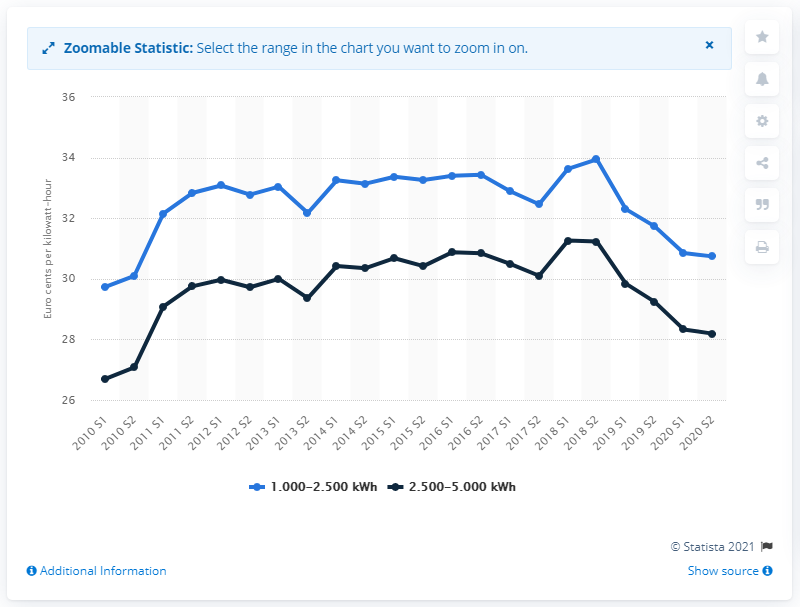 Zoomable Statistic: Select the range in the chart you want to zoom in on.
36
34
32
30
28
26
Euro cents per kilowatt-hour
2010 S1
2010 S2
2011 S1
2011 S2
2012 S1
2012 S2
2013 S1
2013 S2
2014 S1
2014 S2
2015 S1
2015 S2
2016 S1
2016 S2
2017 S1
2017 S2
2018 S1
2018 S2
2019 S1
2019 S2
2020 S1
2020 S2
1.000–2.500 kWh
2.500–5.000 kWh
© Statista 2021
Additional Information
Show source